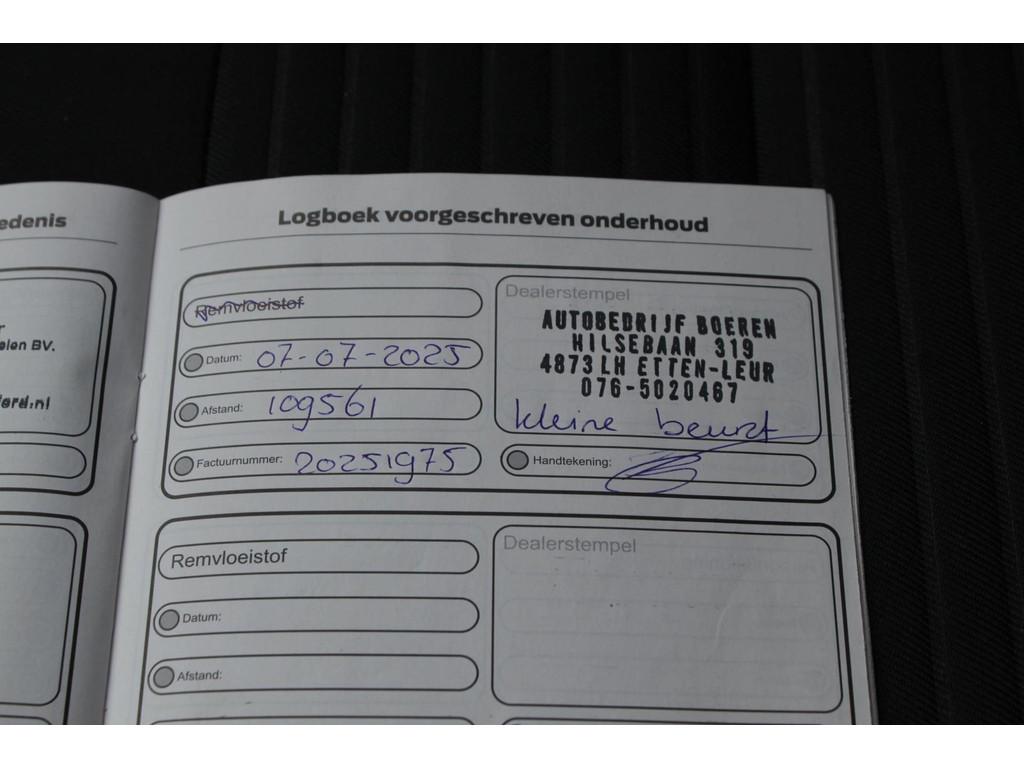 edenis
elen BV.
ford.nl
Logboek voorgeschreven onderhoud
Remvloeistof
Datum: 07-07-2025
Afstand: 109561
Factuurnummer: 20251975
Dealerstempel
AUTOBEDRIJF BOEREN
HILSEBAAN 319
4873 LH ETTEN-LEUR
076-5020467
kleine beurt
Handtekening:
Remvloeistof
Datum:
Afstand:
Dealerstempel